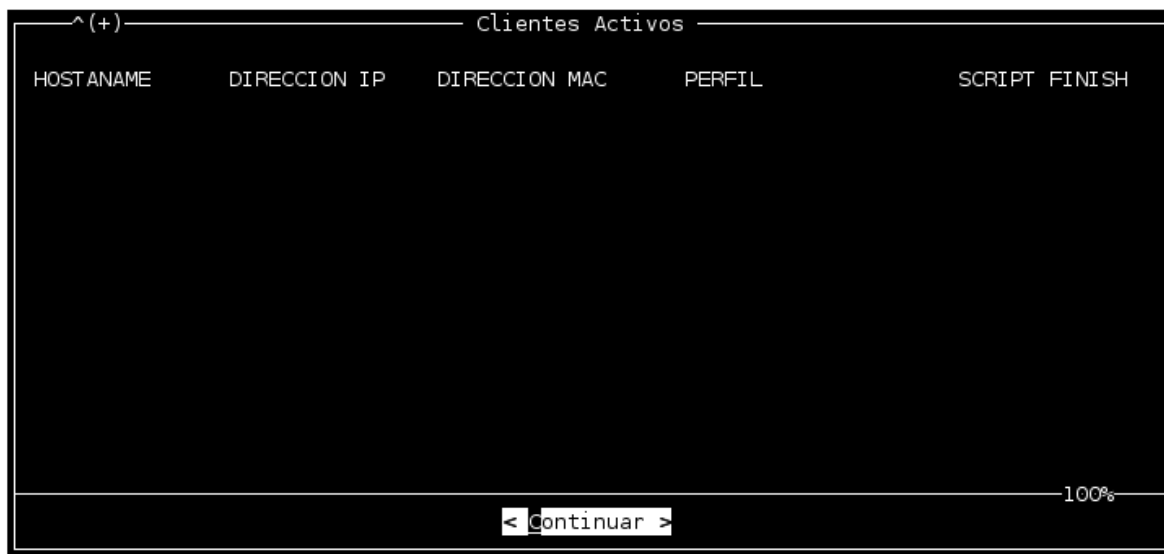 ^(+) Clientes Activos
HOSTANAME DIRECCION IP DIRECCION MAC PERFIL SCRIPT FINISH
100%
< Continuar >